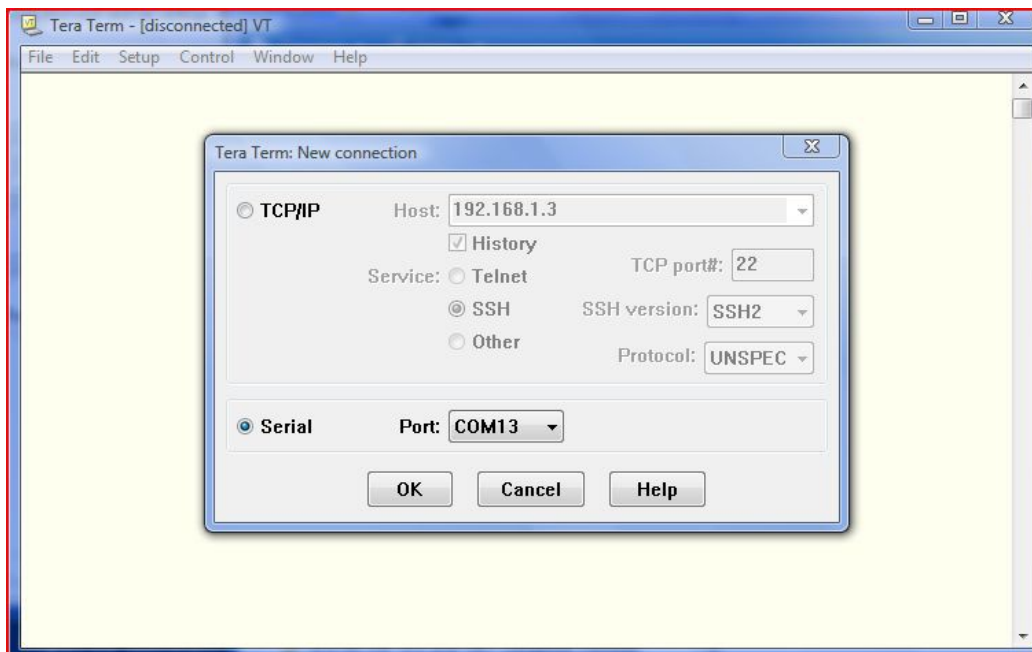 Tera Term - [disconnected] VT
File Edit Setup Control Window Help
Tera Term: New connection
TCP/IP Host: 192.168.1.3
History
Service: Telnet TCP port#: 22
SSH SSH version: SSH2
Other Protocol: UNSPEC
Serial Port: COM13
OK Cancel Help